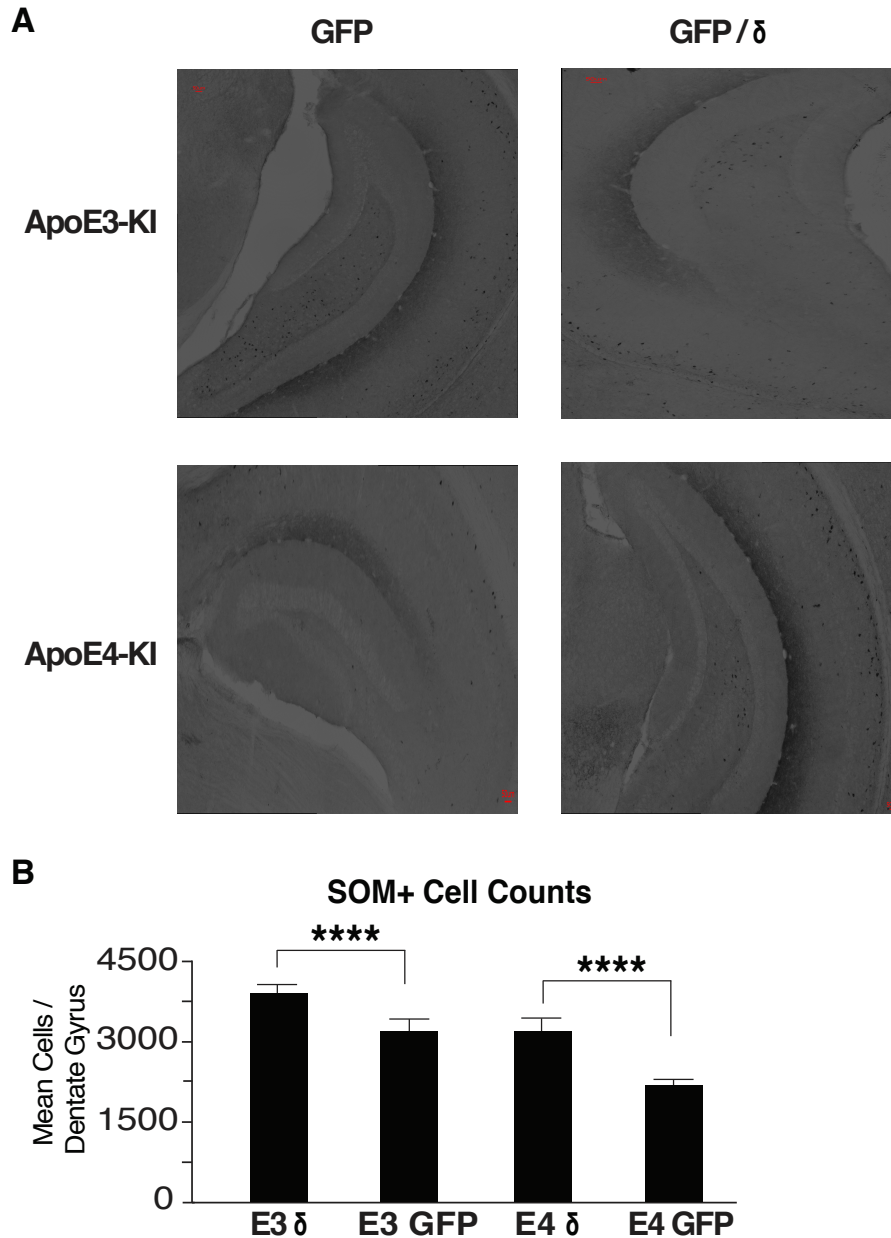 A
GFP
GFP / δ
ApoE3-KI
ApoE4-KI
B
SOM+ Cell Counts
Mean Cells /
Dentate Gyrus
4500
3000
1500
0
****
****
E3 δ
E3 GFP
E4 δ
E4 GFP